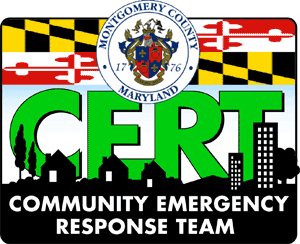 MONTGOMERY COUNTY
17 76
MARYLAND
CERT
COMMUNITY EMERGENCY
RESPONSE TEAM